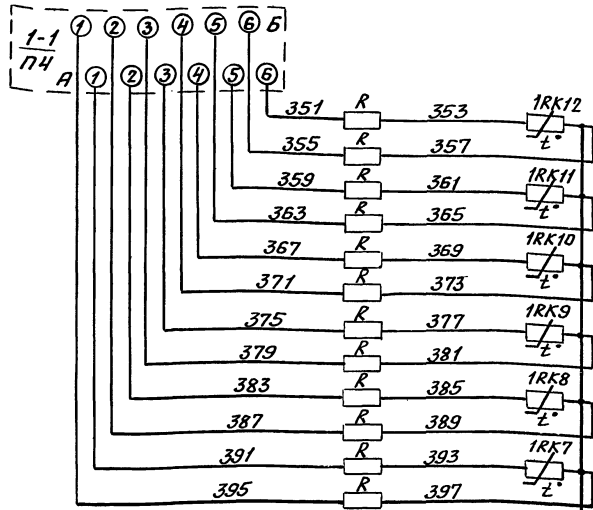 1 2 3 4 5 6 Б
1-1
П4
А 1 2 3 4 5 6
351 R 353 1RK12
t°
355 R 357
359 R 361 1RK11
t°
363 R 365
367 R 369 1RK10
t°
371 R 373
375 R 377 1RK9
t°
379 R 381
383 R 385 1RK8
t°
387 R 389
391 R 393 1RK7
t°
395 R 397